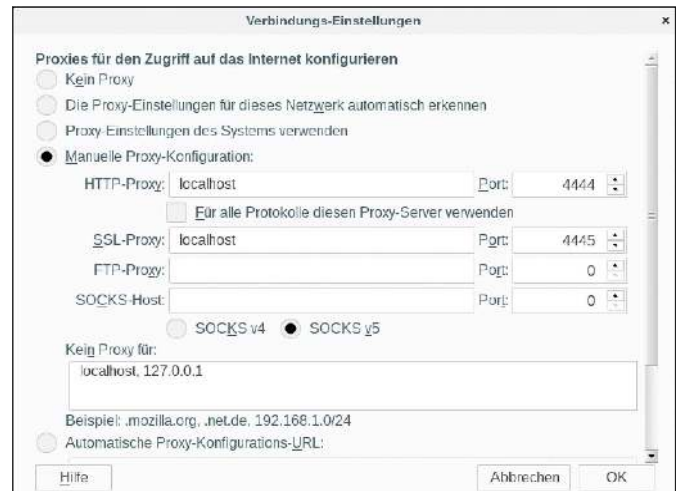 Verbindungs-Einstellungen ×
Proxies für den Zugriff auf das Internet konfigurieren
Kein Proxy
Die Proxy-Einstellungen für dieses Netzwerk automatisch erkennen
Proxy-Einstellungen des Systems verwenden
Manuelle Proxy-Konfiguration:
HTTP-Proxy: localhost Port: 4444
Für alle Protokolle diesen Proxy-Server verwenden
SSL-Proxy: localhost Port: 4445
FTP-Proxy: Port: 0
SOCKS-Host: Port: 0
SOCKS v4 SOCKS v5
Kein Proxy für:
localhost, 127.0.0.1
Beispiel: .mozilla.org, .net.de, 192.168.1.0/24
Automatische Proxy-Konfigurations-URL:
Hilfe Abbrechen OK